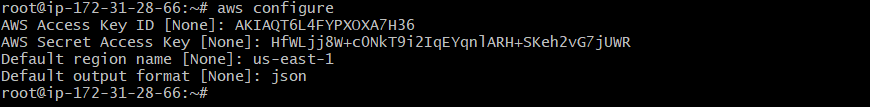 root@ip-172-31-28-66:~# aws configure
AWS Access Key ID [None]: AKIAQT6L4FYPXOXA7H36
AWS Secret Access Key [None]: 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
Default region name [None]: us-east-1
Default output format [None]: json
root@ip-172-31-28-66:~#